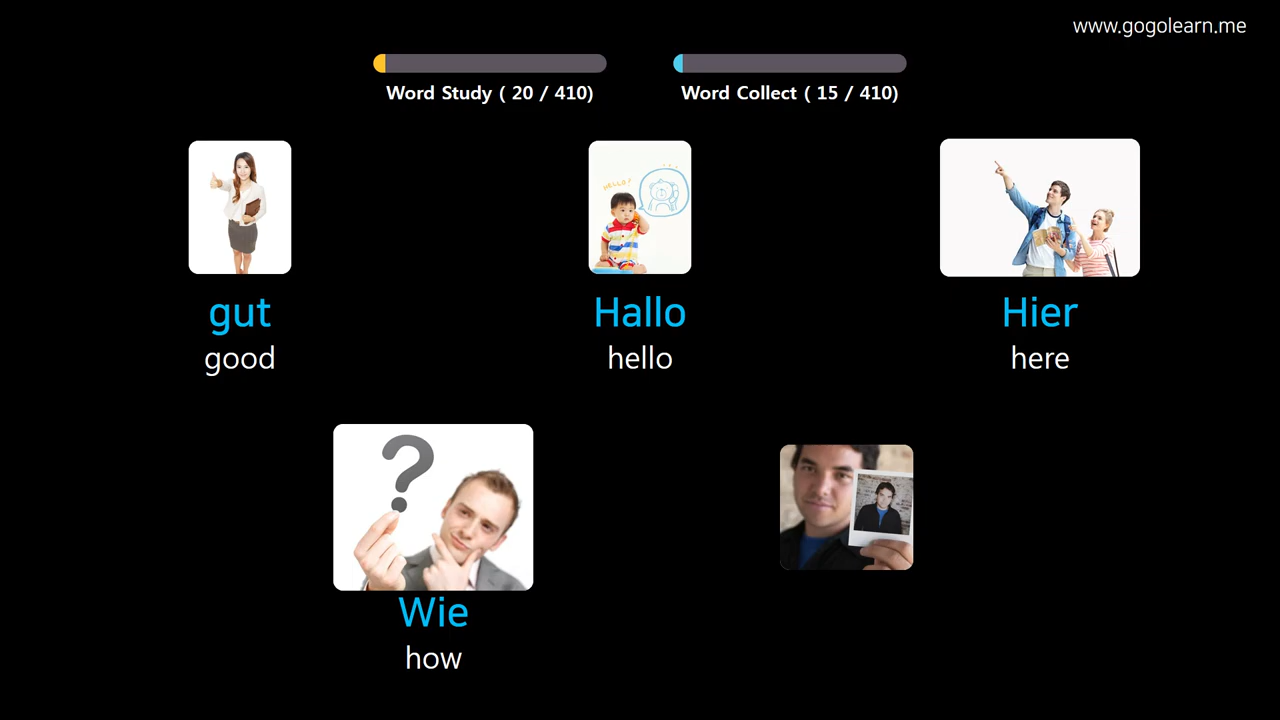 www.gogolearn.me
Word Study ( 20 / 410)
Word Collect ( 15 / 410)
HELLO!
gut
good
Hallo
hello
Hier
here
?
Wie
how